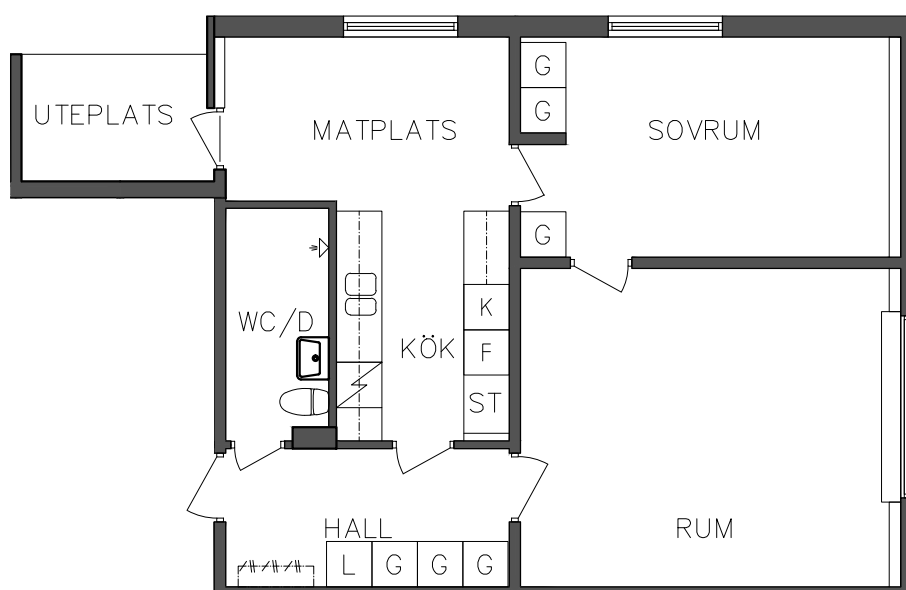 G
G
UTEPLATS
MATPLATS
SOVRUM
G
K
WC/D
KÖK
F
ST
HALL
RUM
L G G G